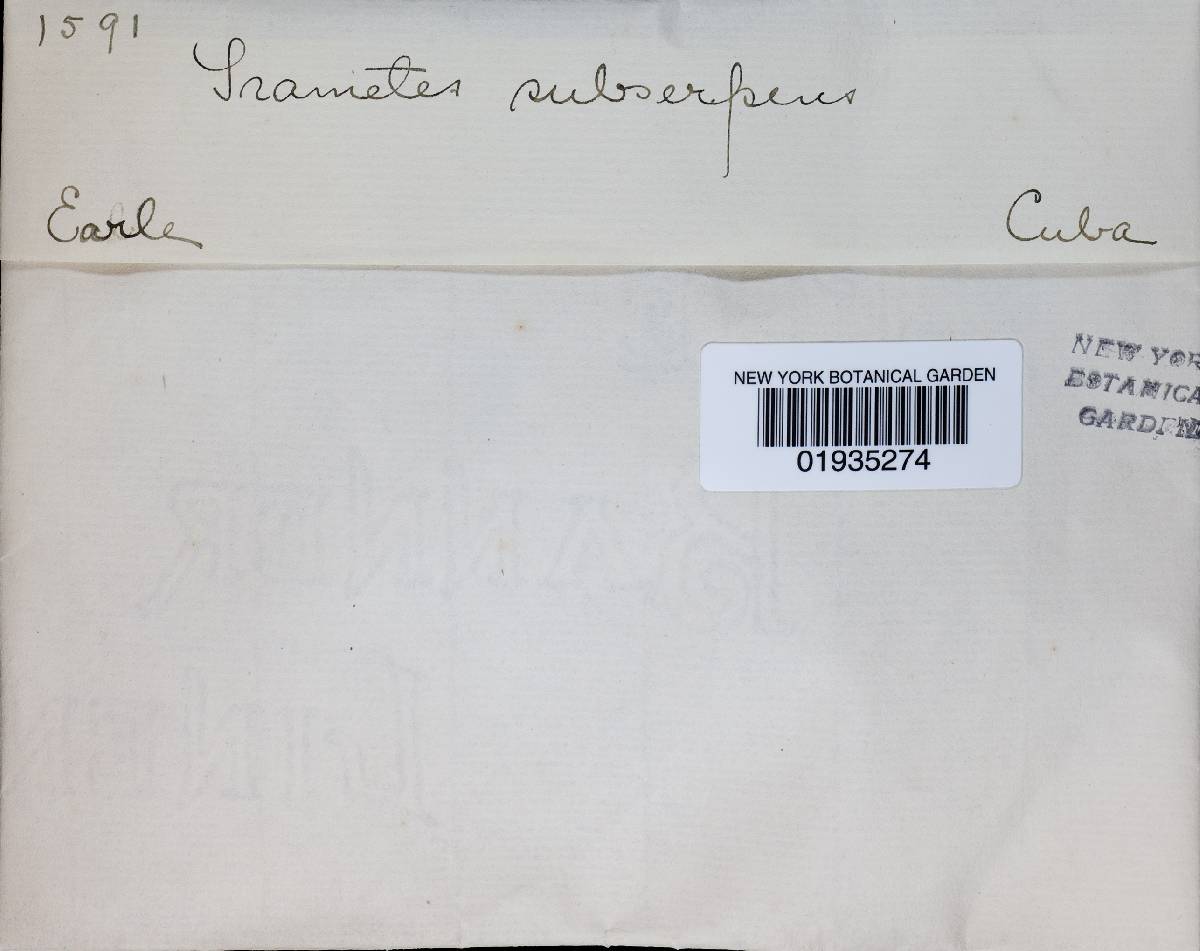 1591
Trametes subserpens
Earle Cuba
NEW YORK BOTANICAL GARDEN
01935274
NEW YOR
BOTANICA
GARDEN